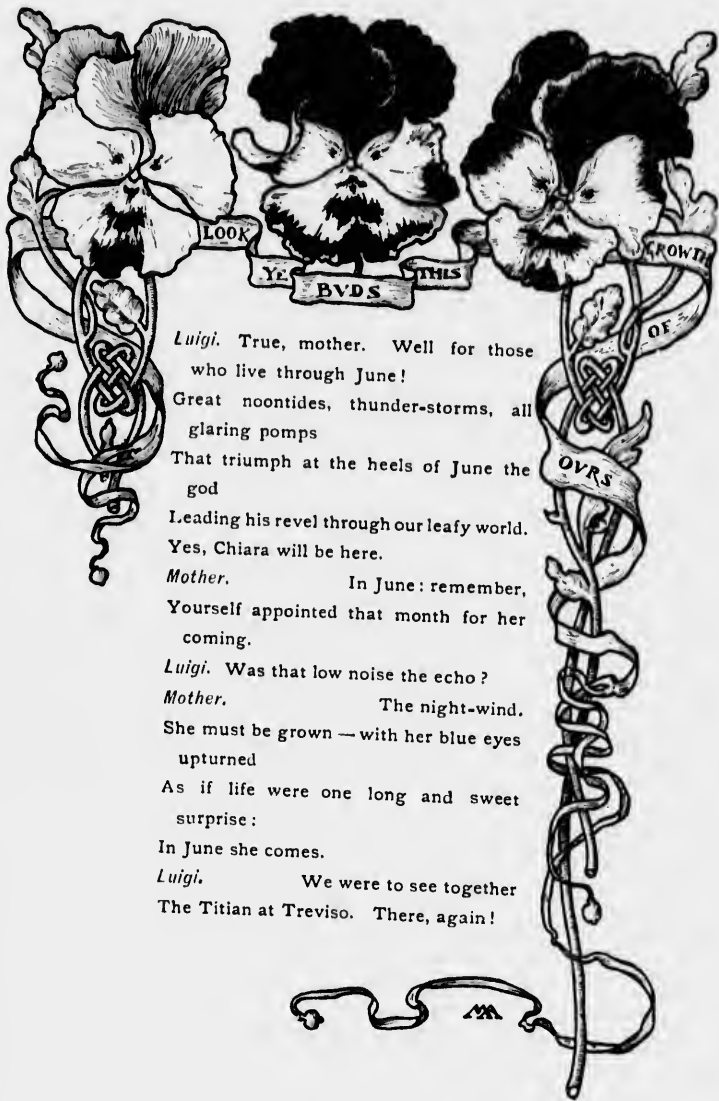 LOOK
YE
BVDS
THIS
GROWTH
OF
OVRS
Luigi. True, mother. Well for those
who live through June!
Great noontides, thunder-storms, all
glaring pomps
That triumph at the heels of June the
god
Leading his revel through our leafy world.
Yes, Chiara will be here.
Mother. In June: remember,
Yourself appointed that month for her
coming.
Luigi. Was that low noise the echo?
Mother. The night-wind.
She must be grown — with her blue eyes
upturned
As if life were one long and sweet
surprise:
In June she comes.
Luigi. We were to see together
The Titian at Treviso. There, again!